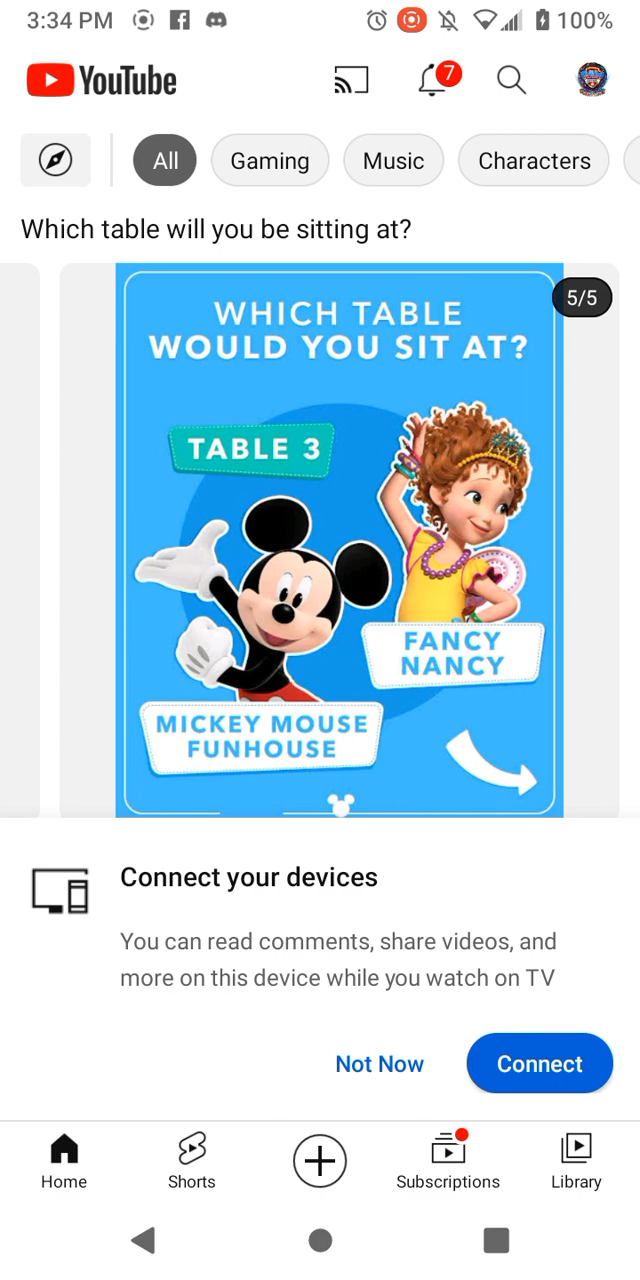 3:34 PM 100%
YouTube 7
All Gaming Music Characters
Which table will you be sitting at?
5/5
WHICH TABLE
WOULD YOU SIT AT?
TABLE 3
FANCY
NANCY
MICKEY MOUSE
FUNHOUSE
Connect your devices
You can read comments, share videos, and
more on this device while you watch on TV
Not Now Connect
Home Shorts Subscriptions Library